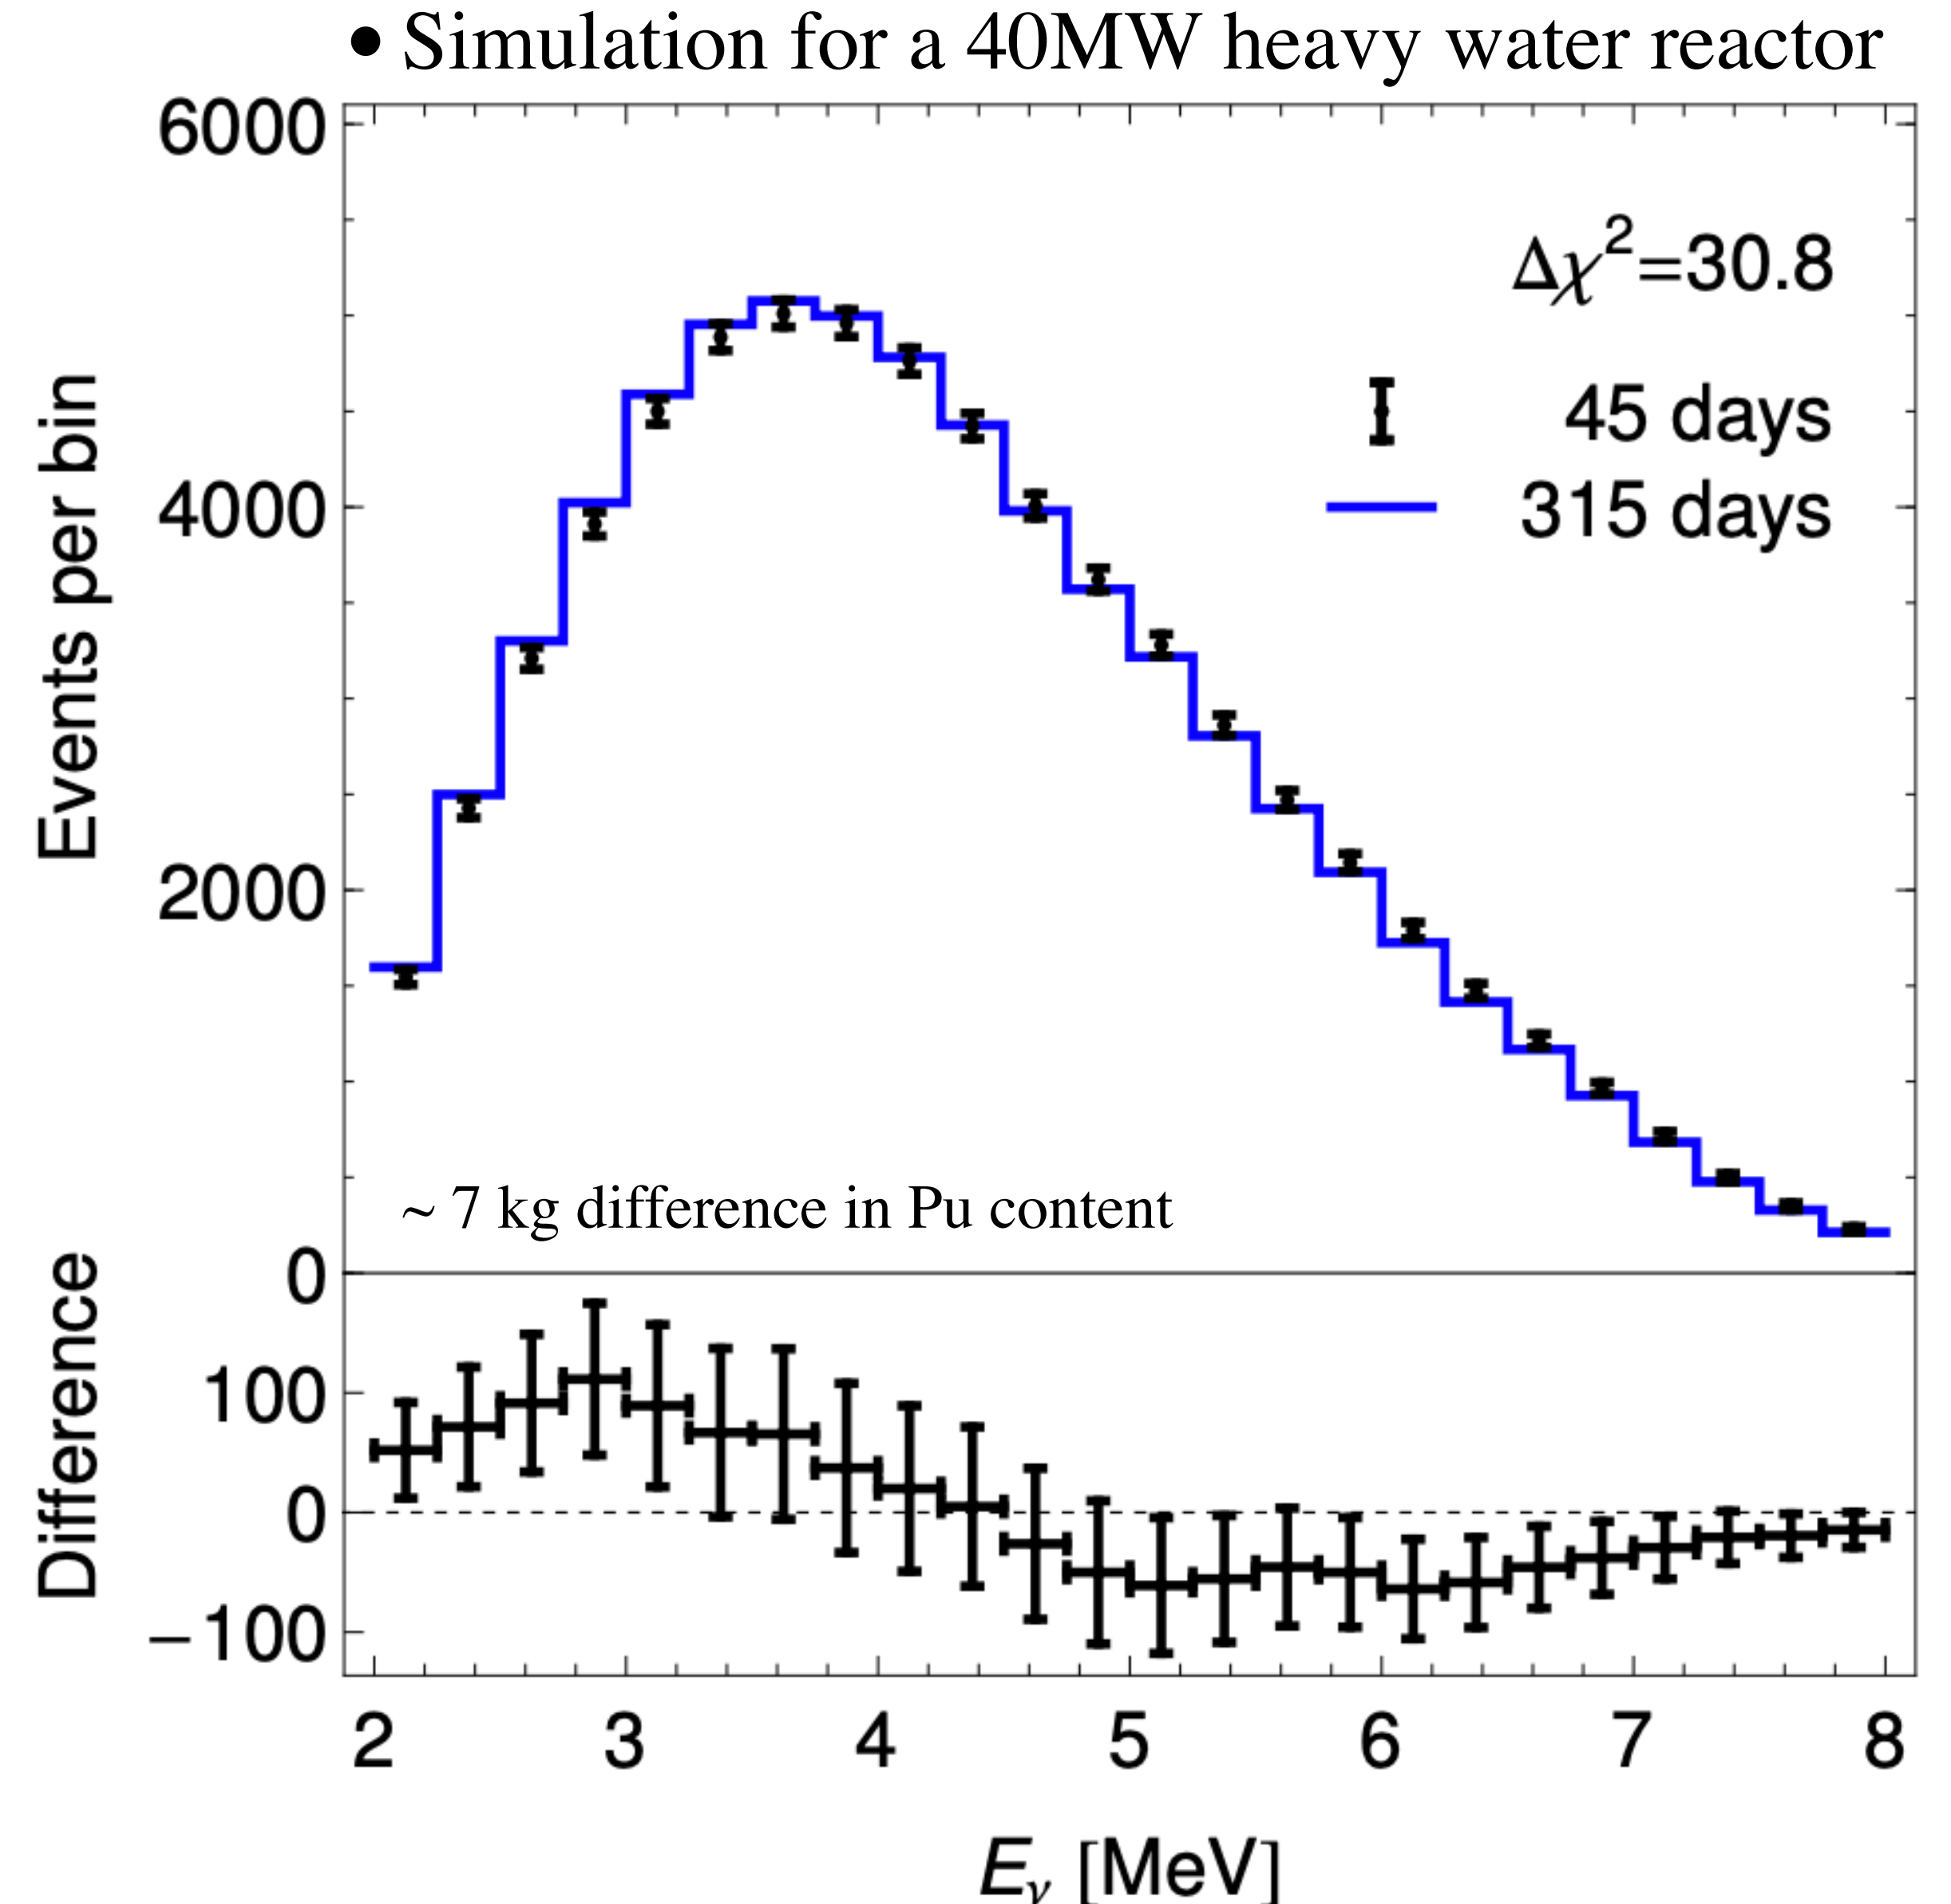 • Simulation for a 40MW heavy water reactor
6000
Δχ²=30.8
45 days
4000
315 days
Events per bin
2000
~ 7 kg difference in Pu content
0
Difference
100
0
−100
2 3 4 5 6 7 8
Eᵥ [MeV]